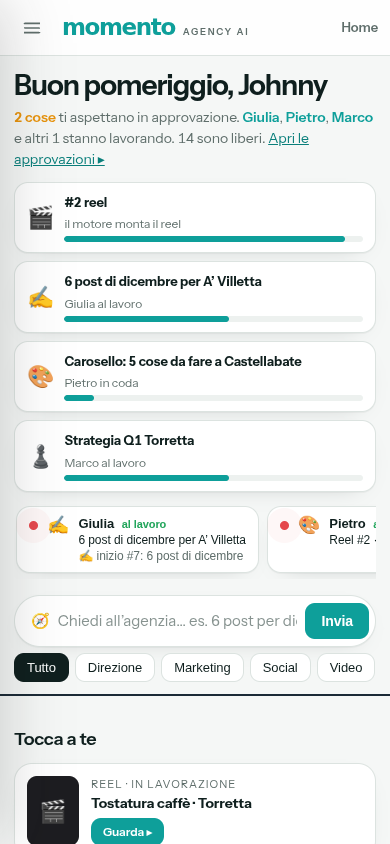 momento AGENCY AI
Home
Buon pomeriggio, Johnny
2 cose ti aspettano in approvazione. Giulia, Pietro, Marco
e altri 1 stanno lavorando. 14 sono liberi. Apri le
approvazioni ▸
#2 reel
il motore monta il reel
6 post di dicembre per A' Villetta
Giulia al lavoro
Carosello: 5 cose da fare a Castellabate
Pietro in coda
Strategia Q1 Torretta
Marco al lavoro
Giulia al lavoro
6 post di dicembre per A' Villetta
✍️ inizio #7: 6 post di dicembre
Pietro
Reel #2
Chiedi all'agenzia... es. 6 post per di
Invia
Tutto
Direzione
Marketing
Social
Video
Tocca a te
REEL · IN LAVORAZIONE
Tostatura caffè · Torretta
Guarda ▸